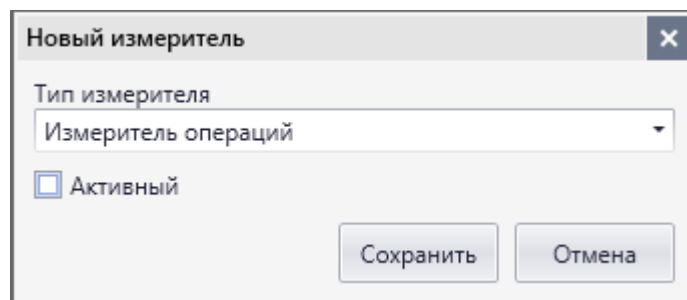 Новый измеритель
Тип измерителя
Измеритель операций
Активный
Сохранить Отмена